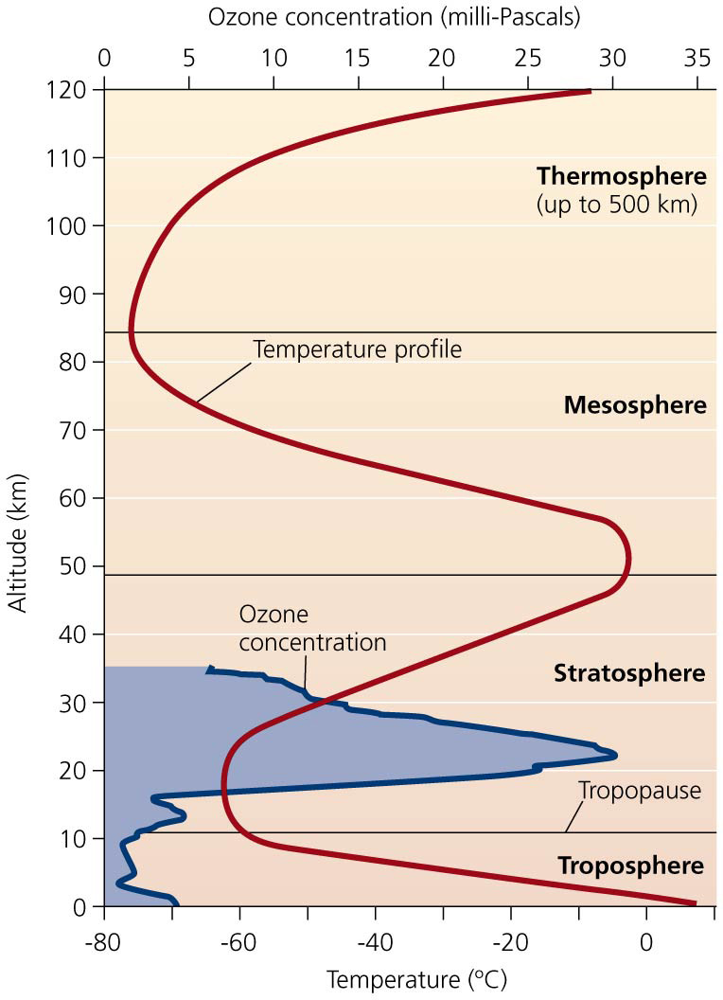 Ozone concentration (milli-Pascals)
0 5 10 15 20 25 30 35
120
110
Thermosphere
(up to 500 km)
100
90
Temperature profile
80
Mesosphere
70
60
Altitude (km)
50
Ozone
concentration
40
Stratosphere
30
20
Tropopause
10
Troposphere
0
-80 -60 -40 -20 0
Temperature (ºC)